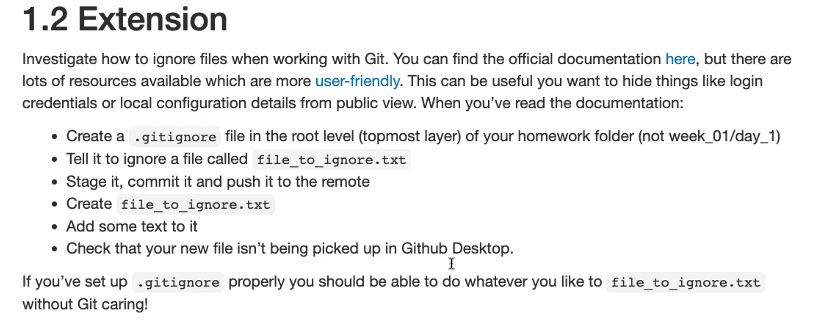 1.2 Extension
Investigate how to ignore files when working with Git. You can find the official documentation here, but there are
lots of resources available which are more user-friendly. This can be useful you want to hide things like login
credentials or local configuration details from public view. When you've read the documentation:
• Create a .gitignore file in the root level (topmost layer) of your homework folder (not week_01/day_1)
• Tell it to ignore a file called file_to_ignore.txt
• Stage it, commit it and push it to the remote
• Create file_to_ignore.txt
• Add some text to it
• Check that your new file isn't being picked up in Github Desktop.
If you've set up .gitignore properly you should be able to do whatever you like to file_to_ignore.txt
without Git caring!